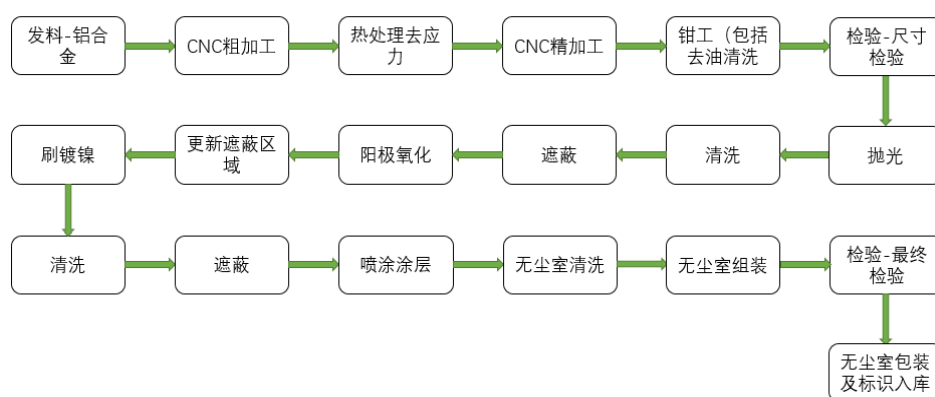 发料-铝合
金
CNC粗加工
热处理去应
力
CNC精加工
钳工（包括
去油清洗
检验-尺寸
检验
抛光
清洗
遮蔽
阳极氧化
更新遮蔽区
域
刷镀镍
清洗
遮蔽
喷涂涂层
无尘室清洗
无尘室组装
检验-最终
检验
无尘室包装
及标识入库